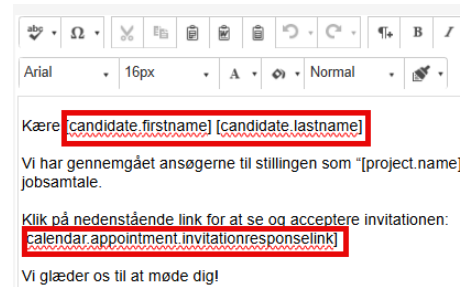 abc Ω ¶ B I
Arial 16px A Normal
Kære [candidate.firstname] [candidate.lastname]
Vi har gennemgået ansøgerne til stillingen som “[project.name]
jobsamtale.
Klik på nedenstående link for at se og acceptere invitationen:
[calendar.appointment.invitationresponselink]
Vi glæder os til at møde dig!